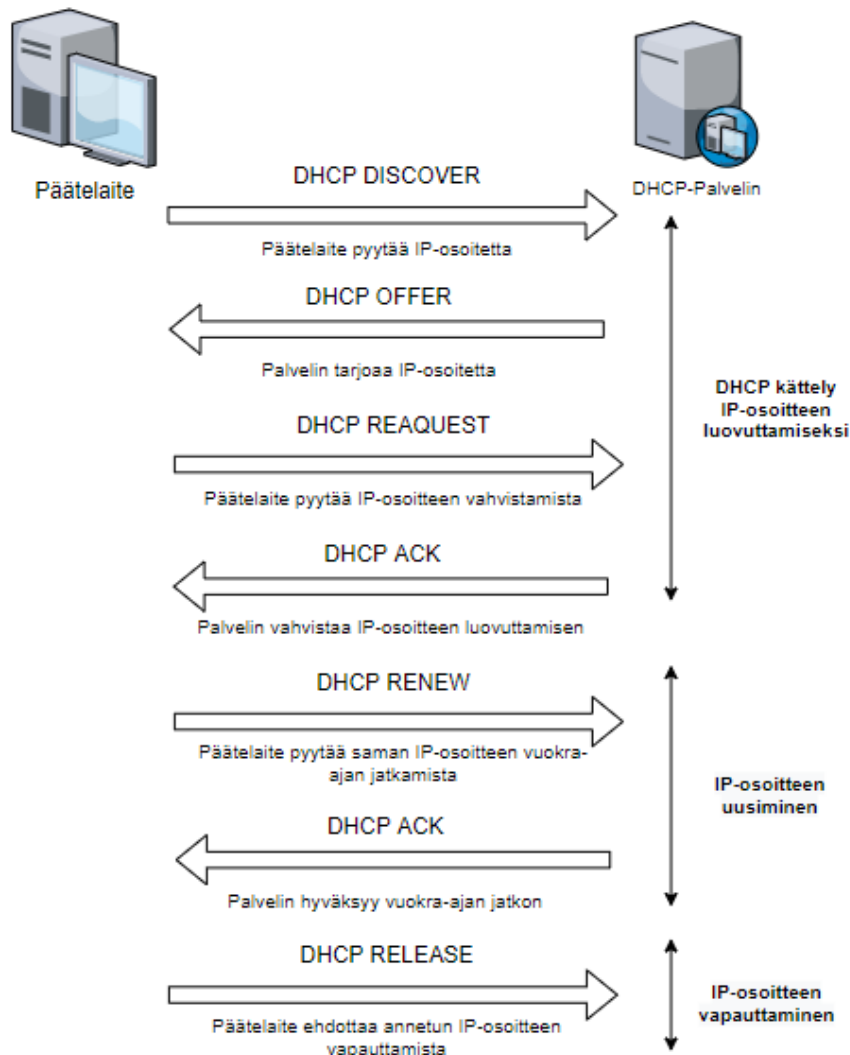 Päätelaite
DHCP-Palvelin
DHCP DISCOVER
Päätelaite pyytää IP-osoitetta
DHCP OFFER
Palvelin tarjoaa IP-osoitetta
DHCP kättely
IP-osoitteen
luovuttamiseksi
DHCP REAQUEST
Päätelaite pyytää IP-osoitteen vahvistamista
DHCP ACK
Palvelin vahvistaa IP-osoitteen luovuttamisen
DHCP RENEW
Päätelaite pyytää saman IP-osoitteen vuokra-
ajan jatkamista
IP-osoitteen
uusiminen
DHCP ACK
Palvelin hyväksyy vuokra-ajan jatkon
DHCP RELEASE
Päätelaite ehdottaa annetun IP-osoitteen
vapauttamista
IP-osoitteen
vapauttaminen